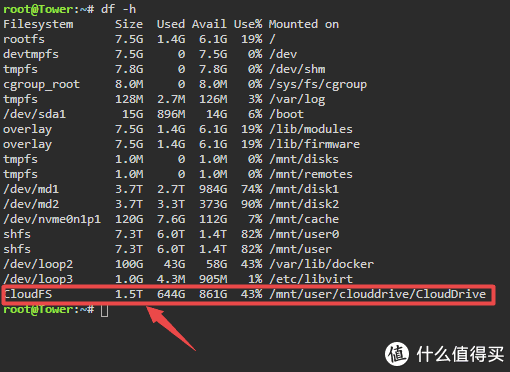 root@Tower:~# df -h
Filesystem Size Used Avail Use% Mounted on
rootfs 7.5G 1.4G 6.1G 19% /
devtmpfs 7.5G 0 7.5G 0% /dev
tmpfs 7.8G 0 7.8G 0% /dev/shm
cgroup_root 8.0M 0 8.0M 0% /sys/fs/cgroup
tmpfs 128M 2.7M 126M 3% /var/log
/dev/sda1 15G 896M 14G 6% /boot
overlay 7.5G 1.4G 6.1G 19% /lib/modules
overlay 7.5G 1.4G 6.1G 19% /lib/firmware
tmpfs 1.0M 0 1.0M 0% /mnt/disks
tmpfs 1.0M 0 1.0M 0% /mnt/remotes
/dev/md1 3.7T 2.7T 984G 74% /mnt/disk1
/dev/md2 3.7T 3.3T 373G 90% /mnt/disk2
/dev/nvme0n1p1 120G 7.6G 112G 7% /mnt/cache
shfs 7.3T 6.0T 1.4T 82% /mnt/user0
shfs 7.3T 6.0T 1.4T 82% /mnt/user
/dev/loop2 100G 43G 58G 43% /var/lib/docker
/dev/loop3 1.0G 4.3M 905M 1% /etc/libvirt
CloudFS 1.5T 644G 861G 43% /mnt/user/clouddrive/CloudDrive
root@Tower:~#
值 什么值得买